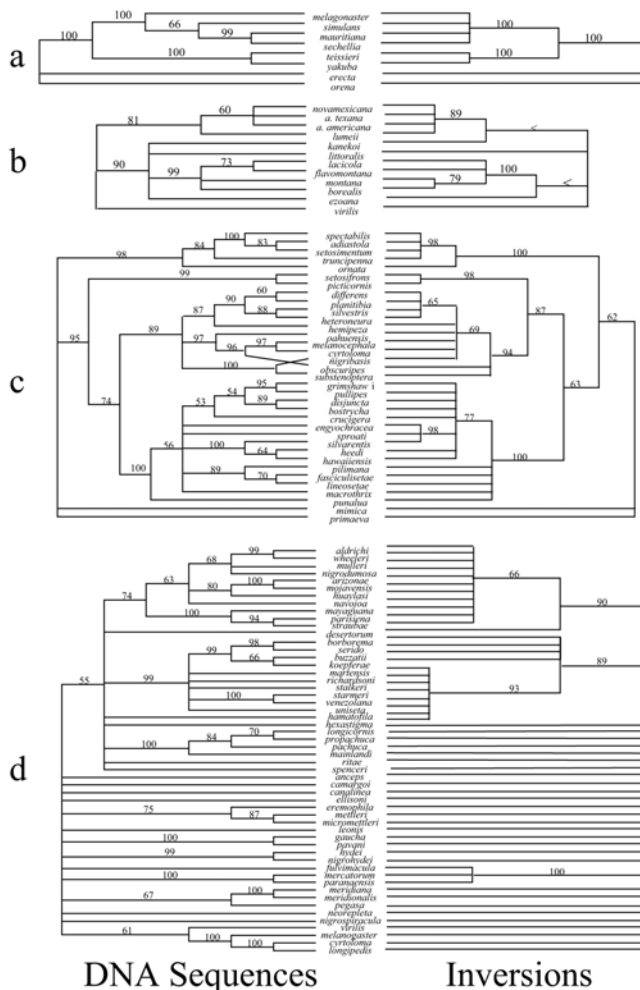 a
100
100
66
99
100
melagonaster
simulans
mauritiana
sechellia
teissieri
yakuba
erecta
orena
100
100
100
b
81
60
90
99
73
novamexicana
a. texana
a. americana
lumeii
kanekoi
littoralis
lacicola
flavomontana
montana
borealis
ezoana
virilis
89
<
100
79
<
c
98
84
100
83
95
99
60
90
88
87
89
97
97
96
100
74
95
54
89
53
56
100
64
100
89
70
spectabilis
adiastola
setosimentum
truncipenna
ornata
setosifrons
picticornis
differens
planitibia
silvestris
heteroneura
hemipeza
oahuensis
melanocephala
cyrtoloma
nigribasis
obscuripes
substenoptera
grimshaw i
pullipes
disjuncta
bostrycha
crucigera
engyochracea
sproati
silvarentis
heedi
hawaiiensis
pilimana
fasciculisetae
lineosetae
macrothrix
punalua
mimica
primaeva
98
100
98
65
87
62
69
94
63
77
98
100
d
99
68
63
100
80
74
100
94
98
99
66
55
99
100
70
84
100
75
87
100
99
100
100
67
61
100
100
aldrichi
wheeleri
mulleri
nigrodumosa
arizonae
mojavensis
huaylasi
navojoa
mayaguana
parisiena
straubae
desertorum
borborema
serido
buzzatii
koepferae
martensis
richardsoni
stalkeri
starmeri
venezolana
uniseta
hamatofila
hexastigma
longicornis
propachuca
pachuca
mainlandi
ritae
spenceri
anceps
camargoi
canalinea
ellisoni
eremophila
mettleri
micromettleri
leonis
gaucha
pavani
hydei
nigrohydei
fulvimacula
mercatorum
paranaensis
meridiana
meridionalis
pegasa
neorepleta
nigrospiracula
virilis
melanogaster
cyrtoloma
longipedis
66
90
89
93
100
DNA Sequences
Inversions